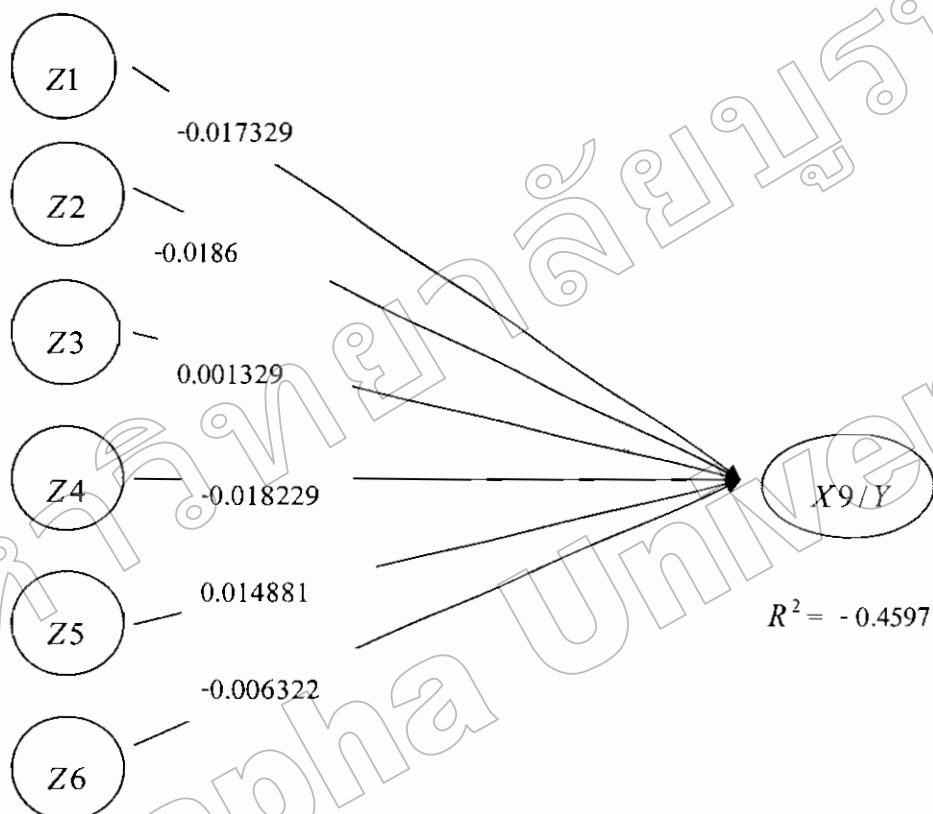 Z1
-0.017329
Z2
-0.0186
Z3
0.001329
Z4
-0.018229
X9/Y
Z5
0.014881
R² = - 0.4597
-0.006322
Z6